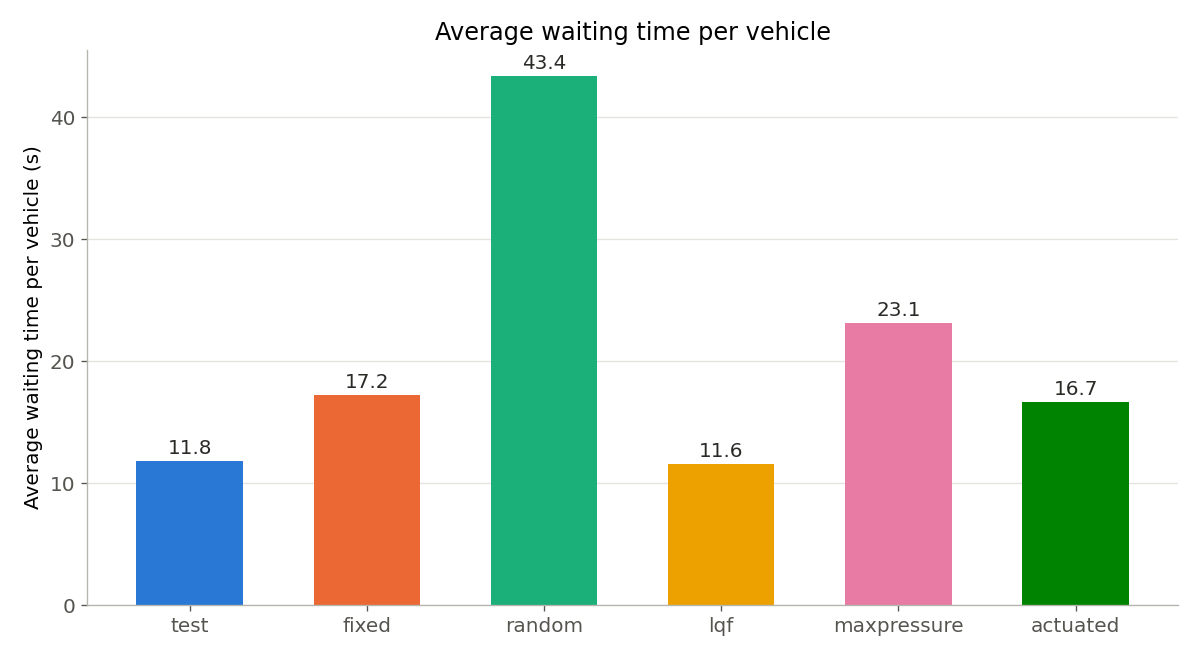 Average waiting time per vehicle
Average waiting time per vehicle (s)
40
30
20
10
0
11.8
17.2
43.4
11.6
23.1
16.7
test
fixed
random
lqf
maxpressure
actuated